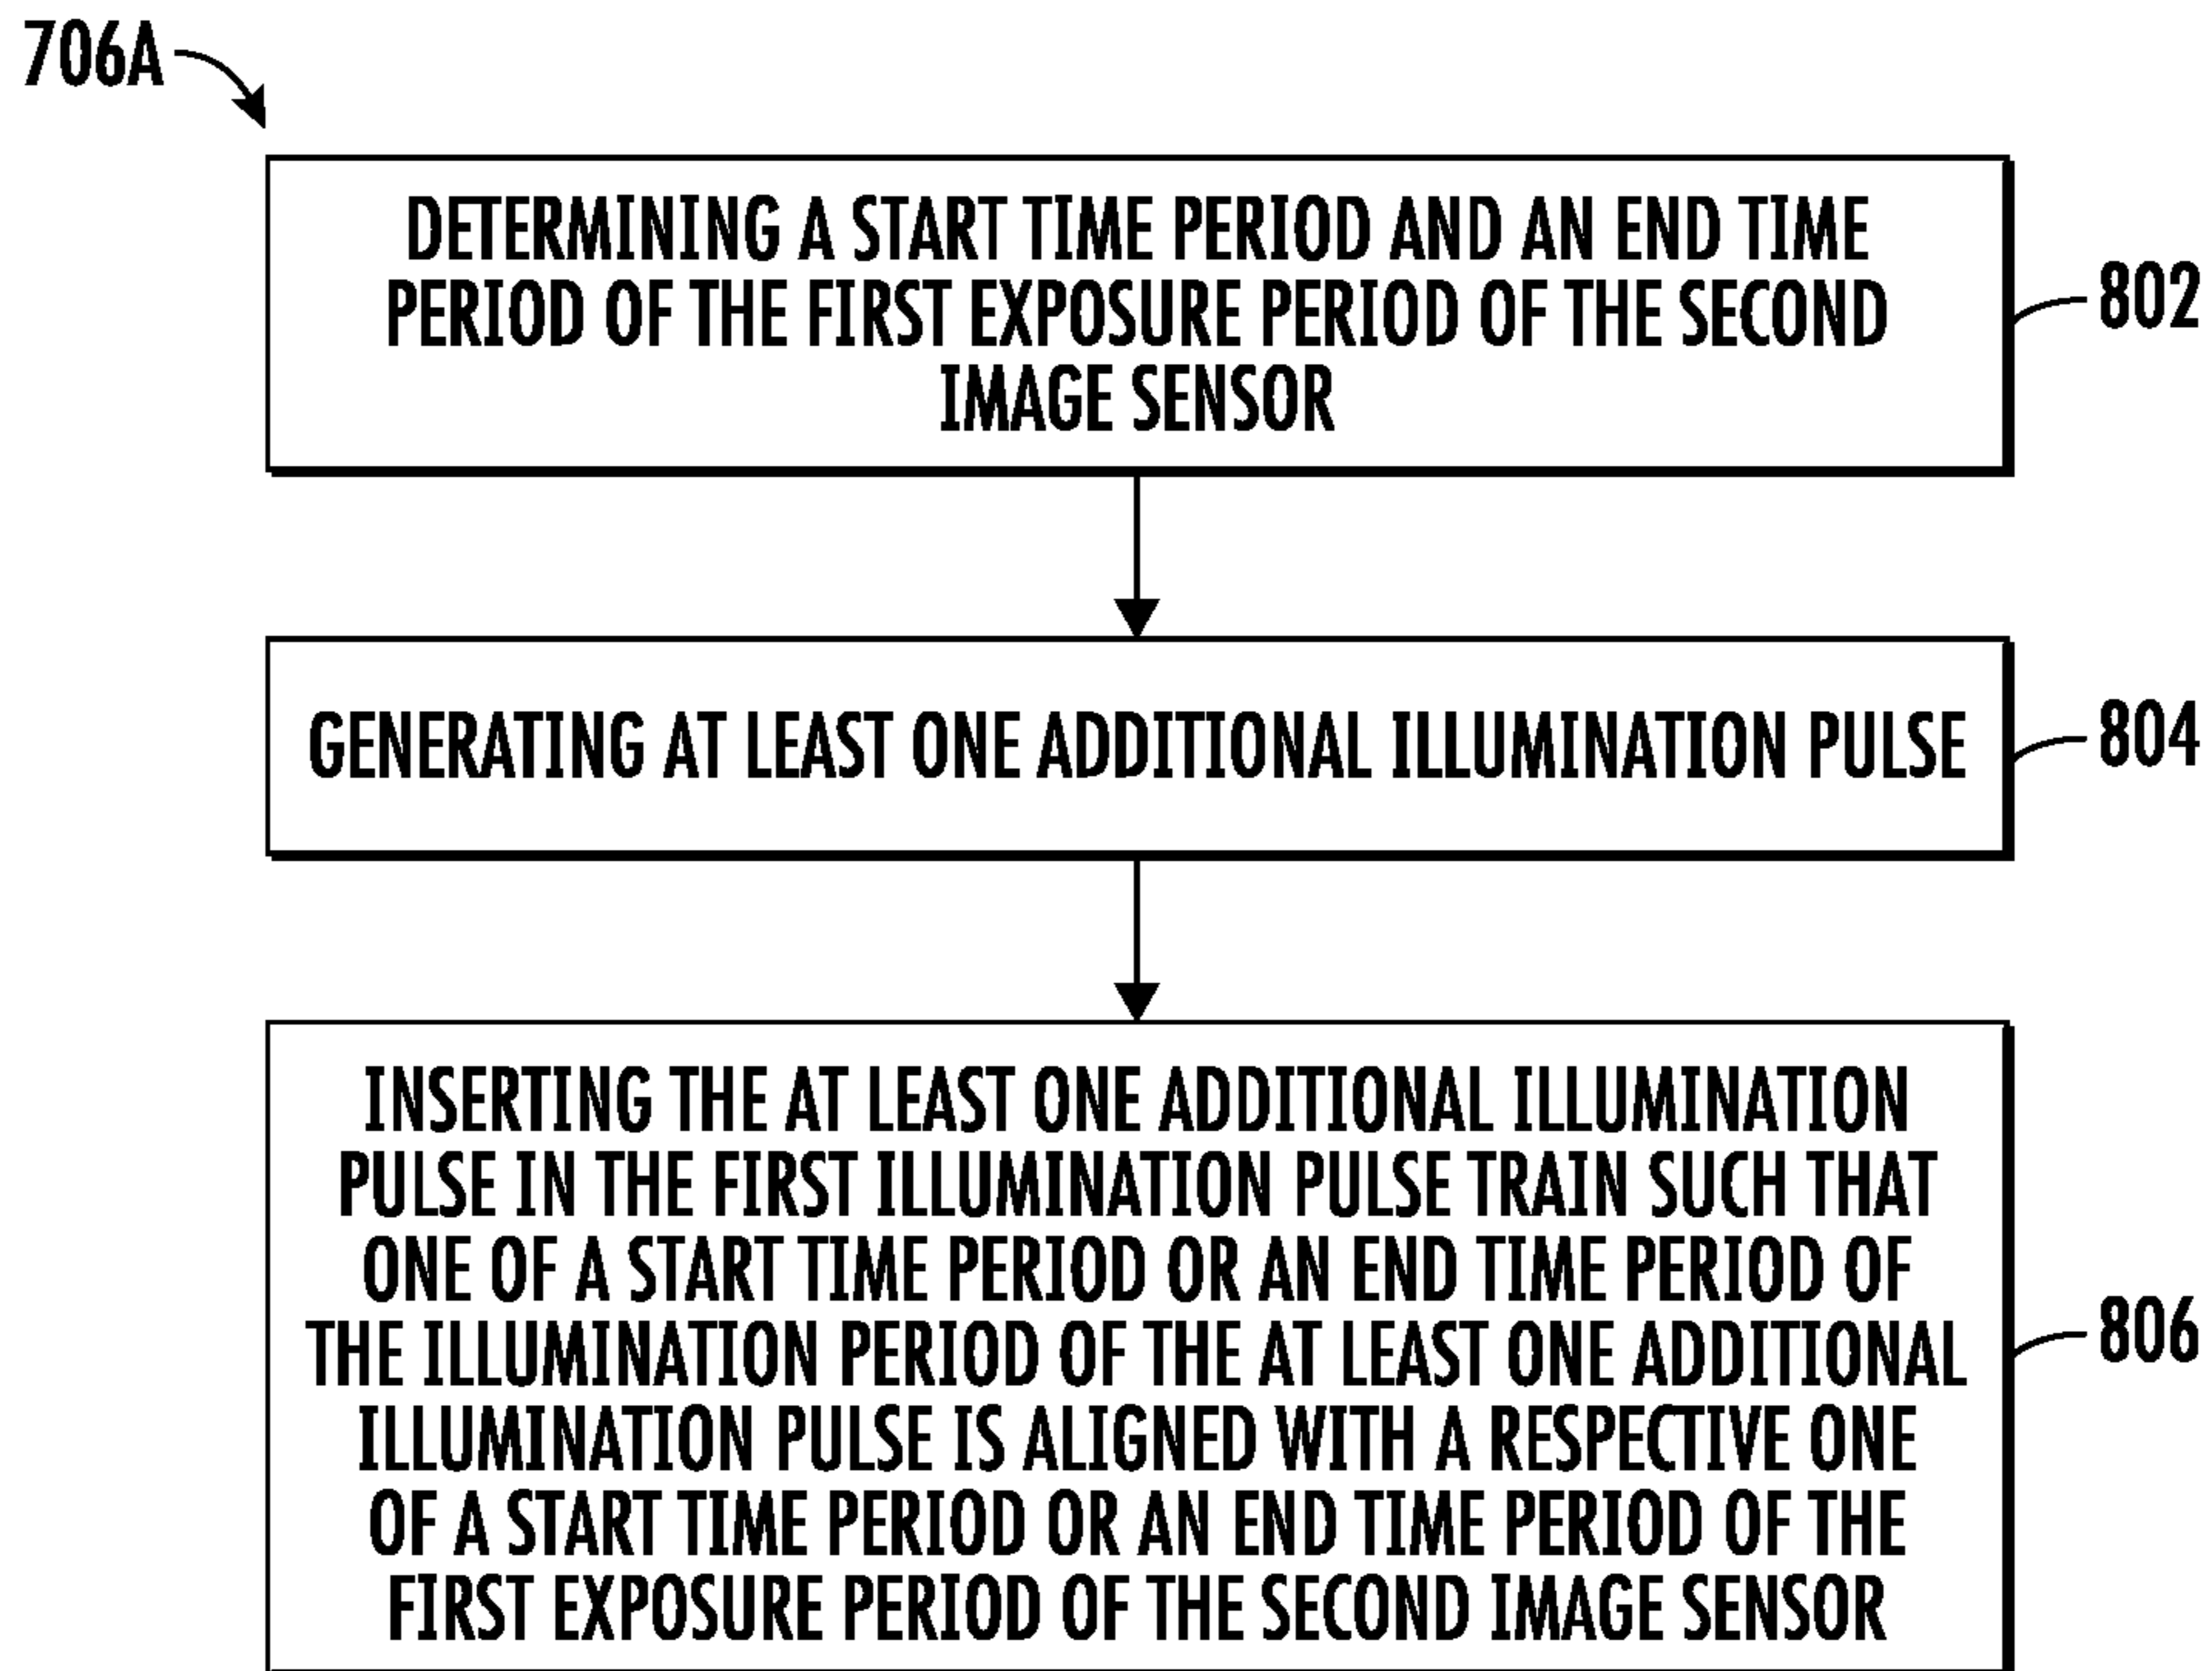 706A
DETERMINING A START TIME PERIOD AND AN END TIME
PERIOD OF THE FIRST EXPOSURE PERIOD OF THE SECOND
IMAGE SENSOR
802
GENERATING AT LEAST ONE ADDITIONAL ILLUMINATION PULSE
804
INSERTING THE AT LEAST ONE ADDITIONAL ILLUMINATION
PULSE IN THE FIRST ILLUMINATION PULSE TRAIN SUCH THAT
ONE OF A START TIME PERIOD OR AN END TIME PERIOD OF
THE ILLUMINATION PERIOD OF THE AT LEAST ONE ADDITIONAL
ILLUMINATION PULSE IS ALIGNED WITH A RESPECTIVE ONE
OF A START TIME PERIOD OR AN END TIME PERIOD OF THE
FIRST EXPOSURE PERIOD OF THE SECOND IMAGE SENSOR
806